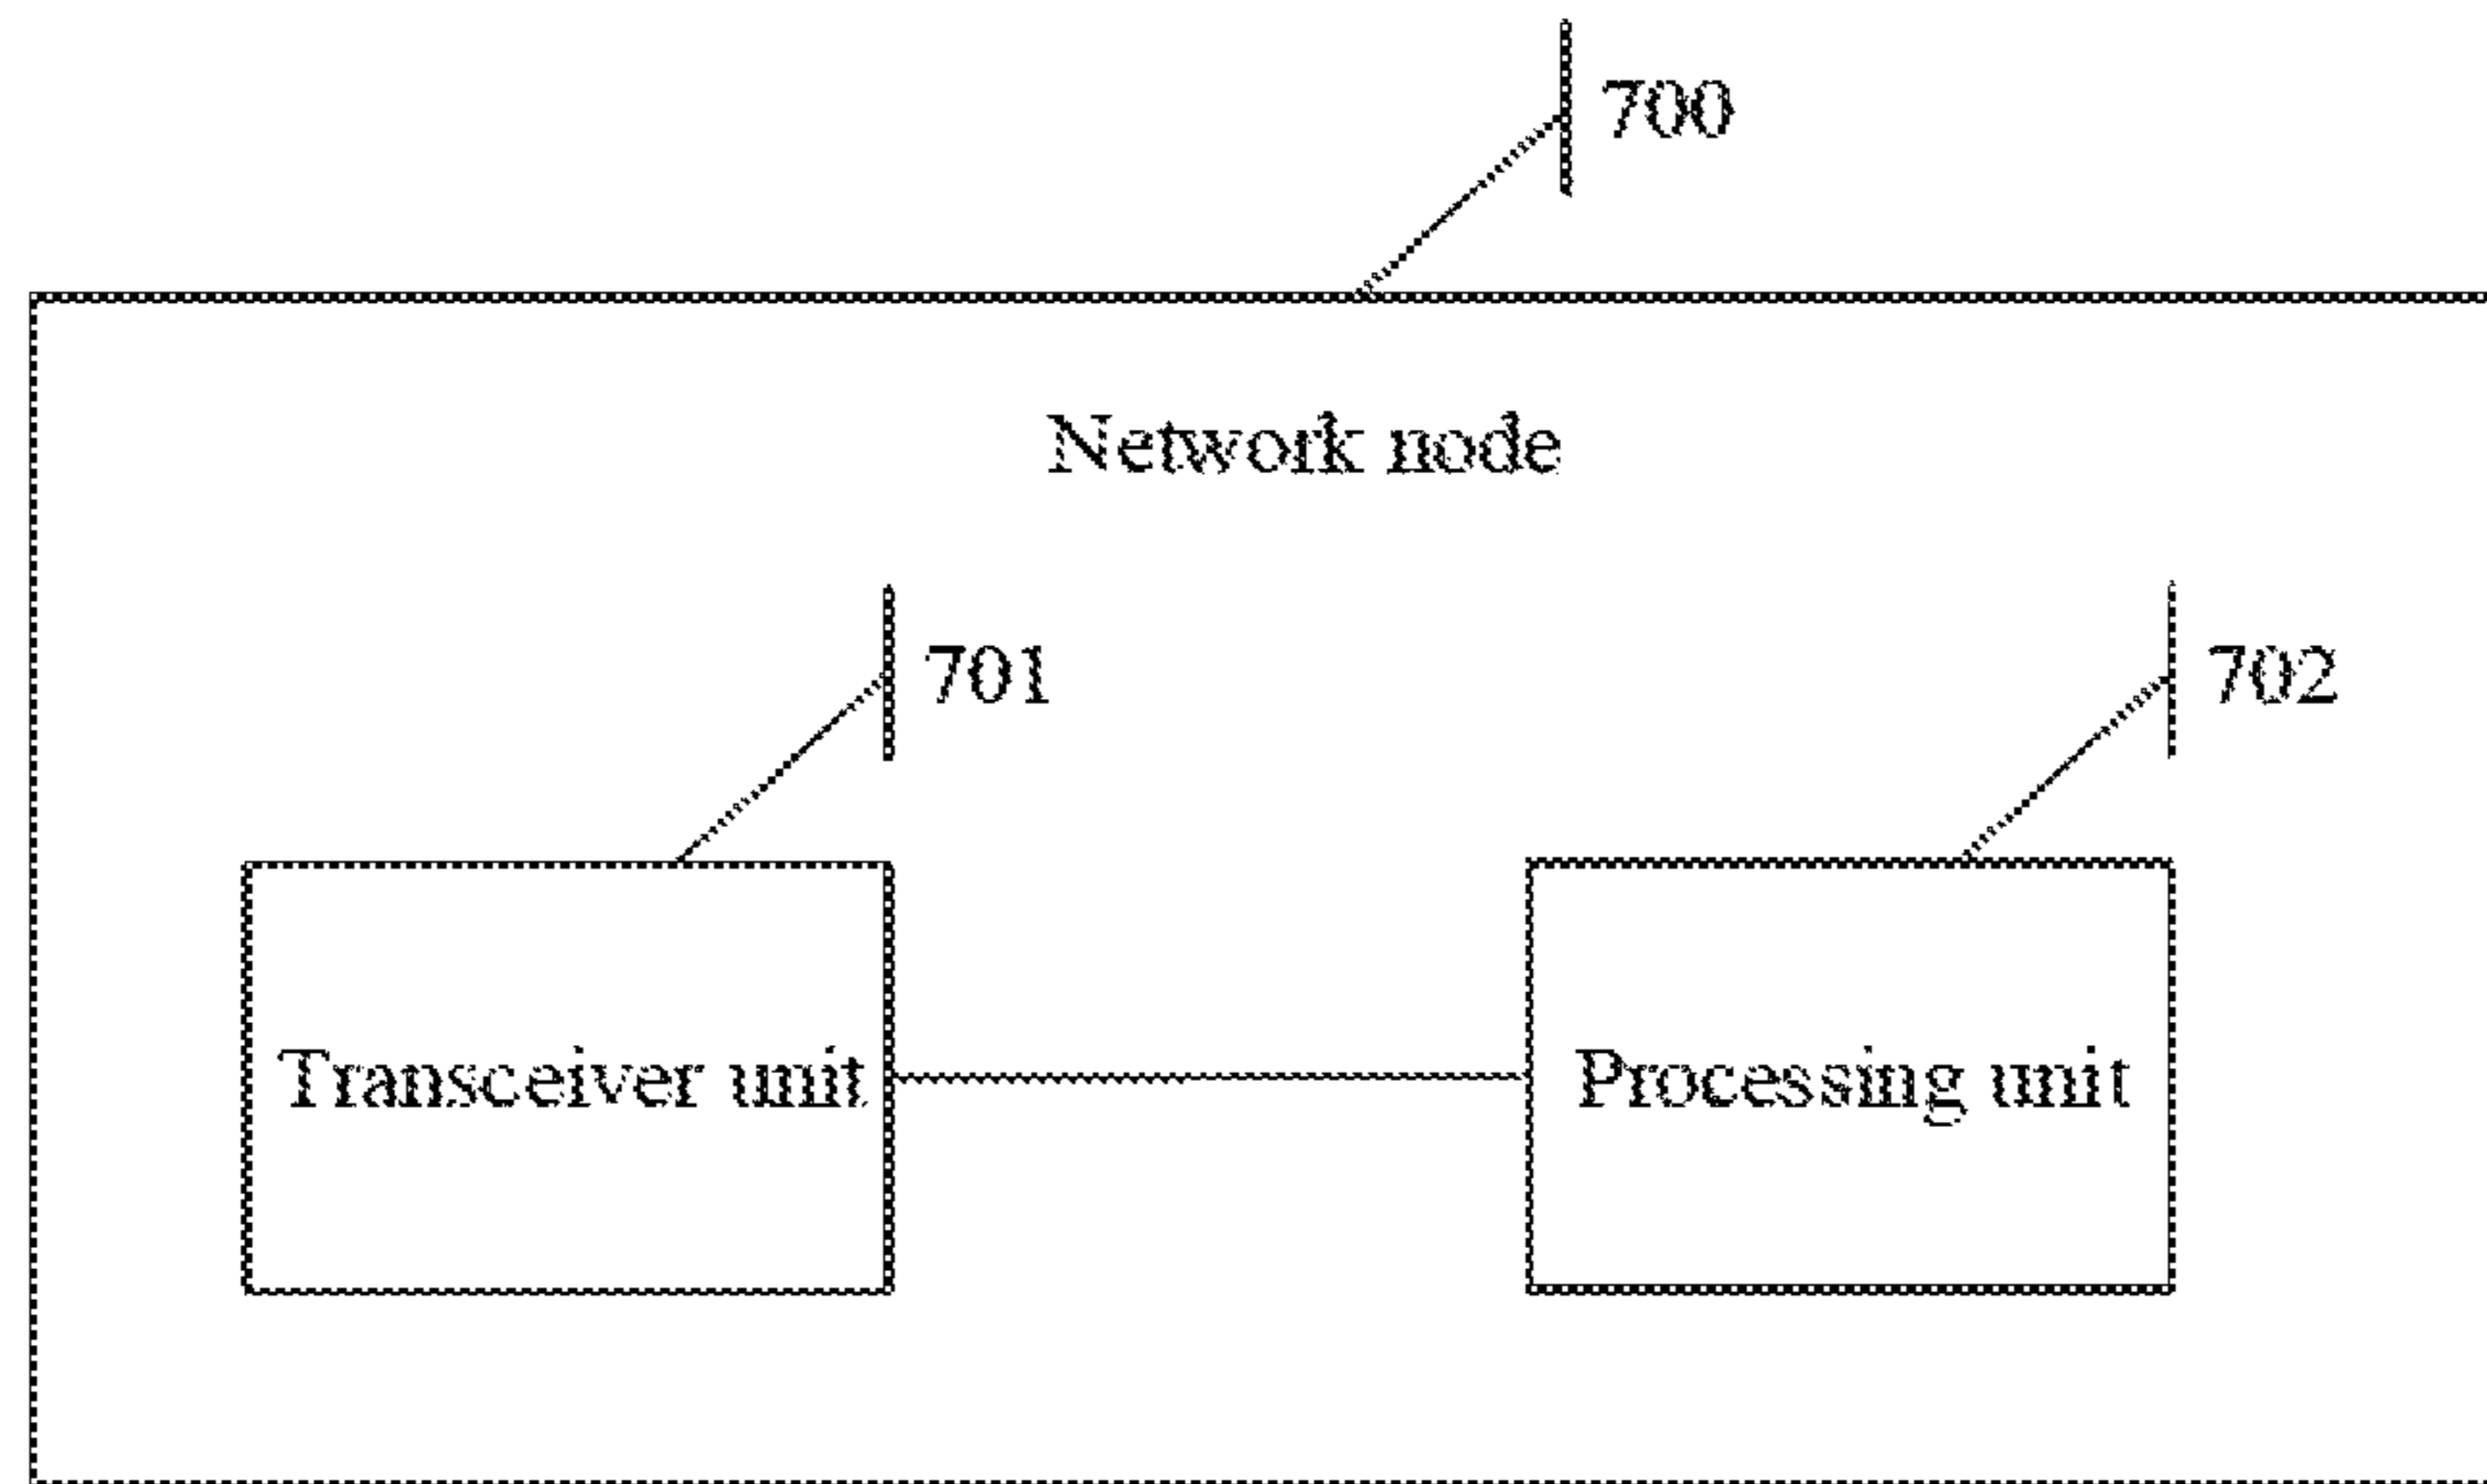 700
Network node
701
702
Transceiver unit
Processing unit